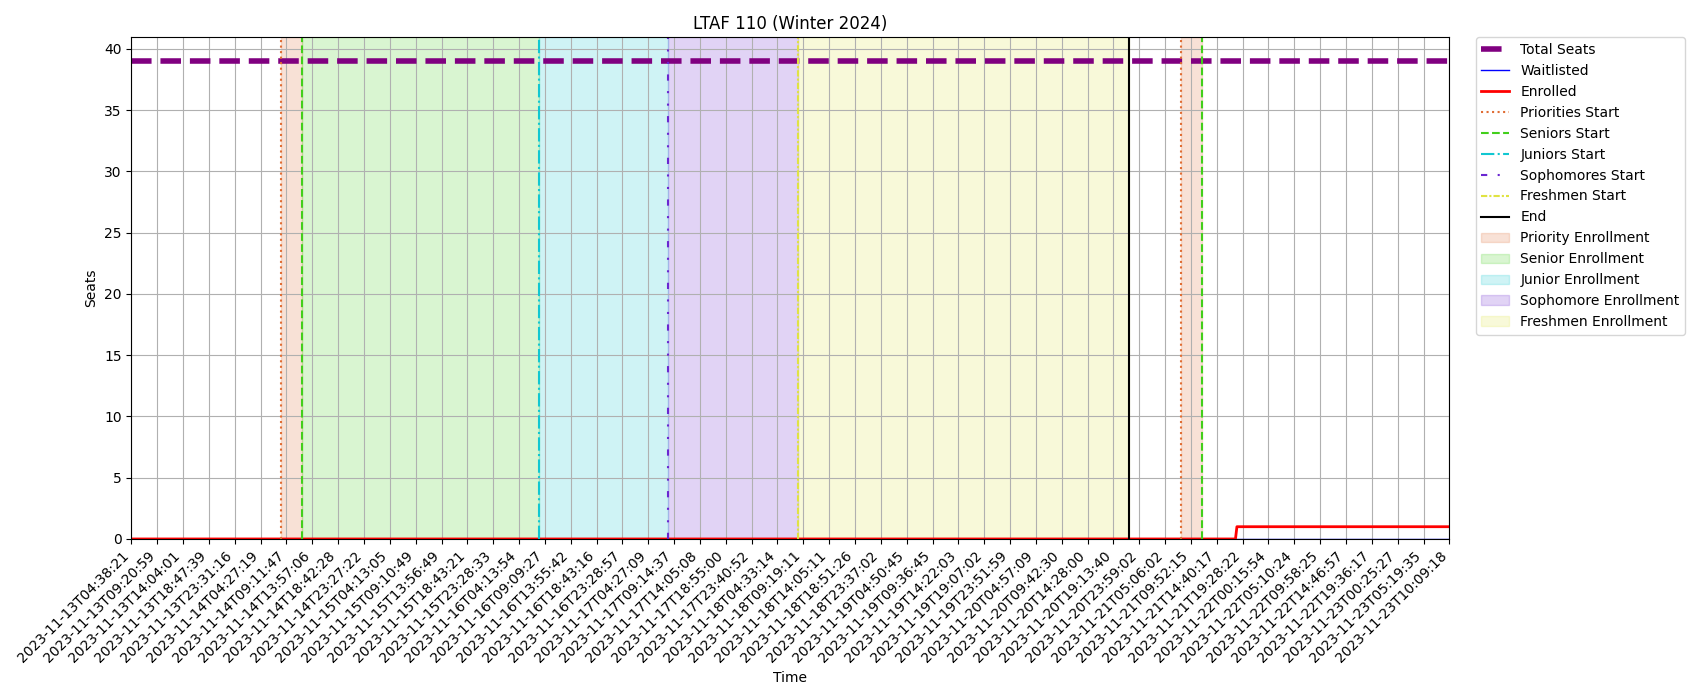 LTAF 110 (Winter 2024)
40
35
30
25
20
15
10
5
0
Seats
2023-11-13T04:38:21
2023-11-13T09:20:59
2023-11-13T14:04:01
2023-11-13T18:47:39
2023-11-13T23:31:16
2023-11-14T04:27:19
2023-11-14T09:11:47
2023-11-14T13:57:06
2023-11-14T18:42:28
2023-11-14T23:27:22
2023-11-15T04:13:05
2023-11-15T09:10:49
2023-11-15T13:56:49
2023-11-15T18:43:21
2023-11-15T23:28:33
2023-11-16T04:13:54
2023-11-16T09:09:27
2023-11-16T13:55:42
2023-11-16T18:43:16
2023-11-16T23:28:57
2023-11-17T04:27:09
2023-11-17T09:14:37
2023-11-17T14:05:08
2023-11-17T18:55:00
2023-11-17T23:40:52
2023-11-18T04:33:14
2023-11-18T09:19:11
2023-11-18T14:05:11
2023-11-18T18:51:26
2023-11-18T23:37:02
2023-11-19T04:50:45
2023-11-19T09:36:45
2023-11-19T14:22:03
2023-11-19T19:07:02
2023-11-19T23:51:59
2023-11-20T04:57:09
2023-11-20T09:42:30
2023-11-20T14:28:00
2023-11-20T19:13:40
2023-11-20T23:59:02
2023-11-21T05:06:02
2023-11-21T09:52:15
2023-11-21T14:40:17
2023-11-21T19:28:22
2023-11-22T00:15:54
2023-11-22T05:10:24
2023-11-22T09:58:25
2023-11-22T14:46:57
2023-11-22T19:36:17
2023-11-23T00:25:27
2023-11-23T05:19:35
2023-11-23T10:09:18
Time
Total Seats
Waitlisted
Enrolled
Priorities Start
Seniors Start
Juniors Start
Sophomores Start
Freshmen Start
End
Priority Enrollment
Senior Enrollment
Junior Enrollment
Sophomore Enrollment
Freshmen Enrollment